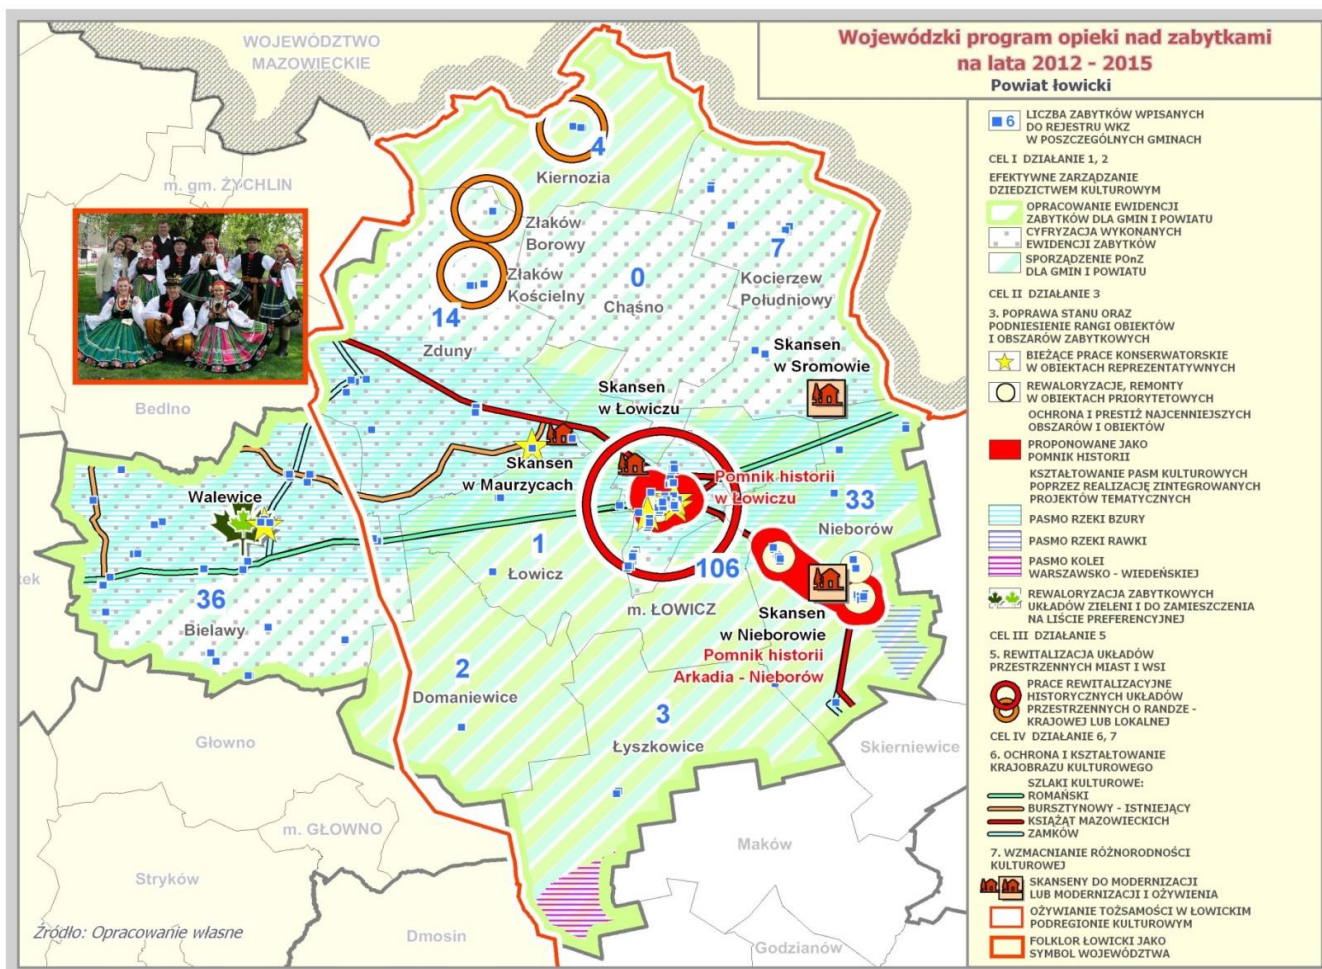 WOJEWÓDZTWO
MAZOWIECKIE
Wojewódzki program opieki nad zabytkami
na lata 2012 - 2015
Powiat łowicki
m. gm. ŻYCHLIN
4
Kiernozia
Złaków
Borowy
Złaków
Kościelny
7
Kocierzew
Południowy
0
Chąśno
14
Zduny
Skansen
w Sromowie
Skansen
w Łowiczu
Bedlno
Skansen
w Maurzycach
Pomnik historii
w Łowiczu
Walewice
33
Nieborów
1
Łowicz
106
m. ŁOWICZ
tek
36
Bielawy
Skansen
w Nieborowie
Pomnik historii
Arkadia - Nieborów
2
Domaniewice
3
Łyszkowice
Głowno
Skierniewice
m. GŁOWNO
Maków
Stryków
Dmosin
Godzianów
Źródło: Opracowanie własne
6 LICZBA ZABYTKÓW WPISANYCH
DO REJESTRU WKZ
W POSZCZEGÓLNYCH GMINACH
CEL I DZIAŁANIE 1, 2
EFEKTYWNE ZARZĄDZANIE
DZIEDZICTWEM KULTUROWYM
OPRACOWANIE EWIDENCJI
ZABYTKÓW DLA GMIN I POWIATU
CYFRYZACJA WYKONANYCH
EWIDENCJI ZABYTKÓW
SPORZĄDZENIE POnZ
DLA GMIN I POWIATU
CEL II DZIAŁANIE 3
3. POPRAWA STANU ORAZ
PODNIESIENIE RANGI OBIEKTÓW
I OBSZARÓW ZABYTKOWYCH
BIEŻĄCE PRACE KONSERWATORSKIE
W OBIEKTACH REPREZENTATYWNYCH
REWALORYZACJE, REMONTY
W OBIEKTACH PRIORYTETOWYCH
OCHRONA I PRESTIŻ NAJCENNIEJSZYCH
OBSZARÓW I OBIEKTÓW
PROPONOWANE JAKO
POMNIK HISTORII
KSZTAŁTOWANIE PASM KULTUROWYCH
POPRZEZ REALIZACJĘ ZINTEGROWANYCH
PROJEKTÓW TEMATYCZNYCH
PASMO RZEKI BZURY
PASMO RZEKI RAWKI
PASMO KOLEI
WARSZAWSKO - WIEDEŃSKIEJ
REWALORYZACJA ZABYTKOWYCH
UKŁADÓW ZIELENI I DO ZAMIESZCZENIA
NA LIŚCIE PREFERENCYJNEJ
CEL III DZIAŁANIE 5
5. REWITALIZACJA UKŁADÓW
PRZESTRZENNYCH MIAST I WSI
PRACE REWITALIZACYJNE
HISTORYCZNYCH UKŁADÓW
PRZESTRZENNYCH O RANDZE -
KRAJOWEJ LUB LOKALNEJ
CEL IV DZIAŁANIE 6, 7
6. OCHRONA I KSZTAŁTOWANIE
KRAJOBRAZU KULTUROWEGO
SZLAKI KULTUROWE:
ROMAŃSKI
BURSZTYNOWY - ISTNIEJĄCY
KSIĄŻĄT MAZOWIECKICH
ZAMKÓW
7. WZMACNIANIE RÓŻNORODNOŚCI
KULTUROWEJ
SKANSENY DO MODERNIZACJI
LUB MODERNIZACJI I OŻYWIENIA
OŻYWIANIE TOŻSAMOŚCI W ŁOWICKIM
PODREGIONIE KULTUROWYM
FOLKLOR ŁOWICKI JAKO
SYMBOL WOJEWÓDZTWA